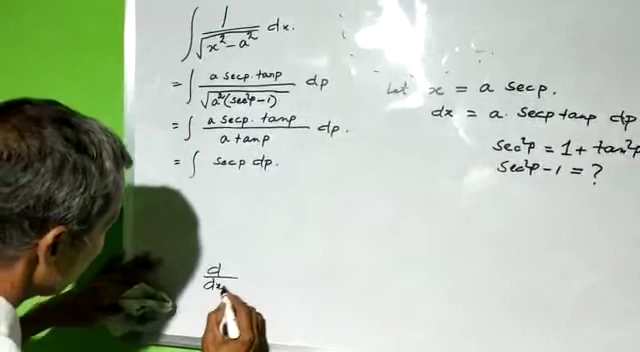 ∫ 1/√(x² - a²) dx.
= ∫ a secp. tanp/√(a²(sec²p - 1)) dp
= ∫ a secp. tanp/a tanp dp.
= ∫ secp dp.
d/dx
Let x = a secp.
dx = a. secp tanp dp
sec²p = 1 + tan²p
sec²p - 1 = ?